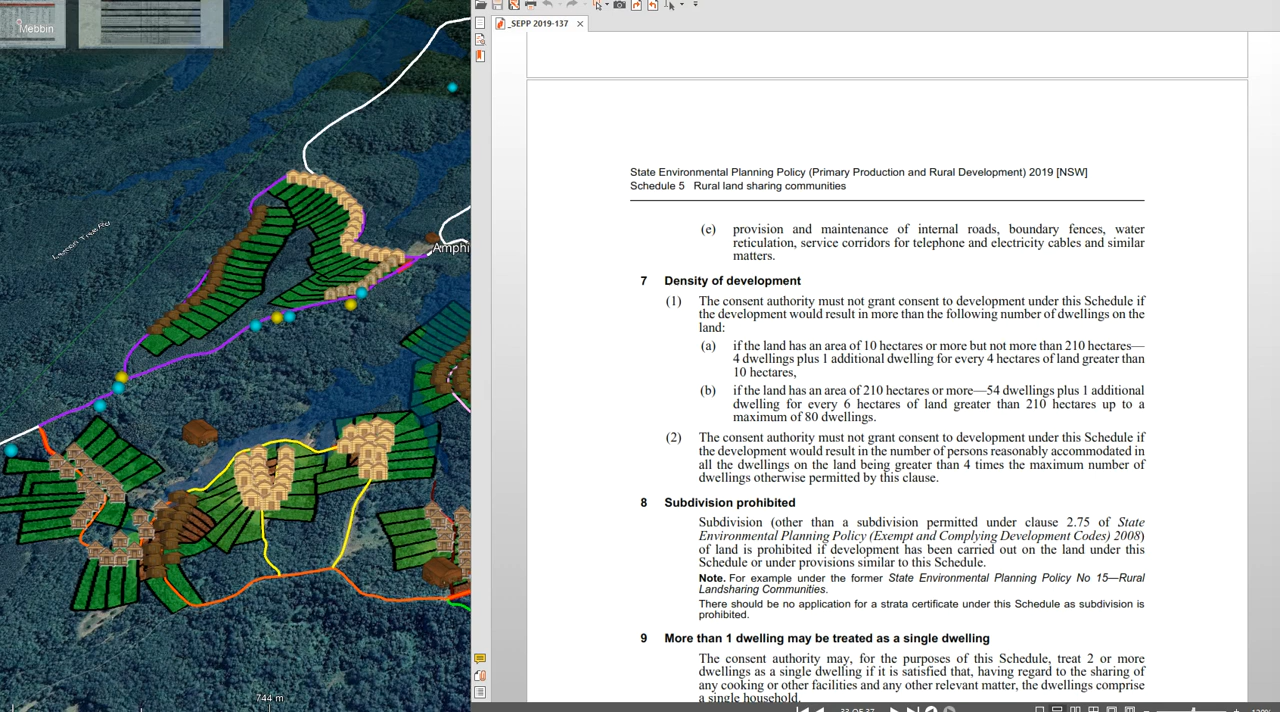 Mebbin
Amphi
744 m
_SEPP 2019-137
State Environmental Planning Policy (Primary Production and Rural Development) 2019 [NSW]
Schedule 5 Rural land sharing communities
(e) provision and maintenance of internal roads, boundary fences, water
reticulation, service corridors for telephone and electricity cables and similar
matters.
7 Density of development
(1) The consent authority must not grant consent to development under this Schedule if
the development would result in more than the following number of dwellings on the
land:
(a) if the land has an area of 10 hectares or more but not more than 210 hectares—
4 dwellings plus 1 additional dwelling for every 4 hectares of land greater than
10 hectares,
(b) if the land has an area of 210 hectares or more—54 dwellings plus 1 additional
dwelling for every 6 hectares of land greater than 210 hectares up to a
maximum of 80 dwellings.
(2) The consent authority must not grant consent to development under this Schedule if
the development would result in the number of persons reasonably accommodated in
all the dwellings on the land being greater than 4 times the maximum number of
dwellings otherwise permitted by this clause.
8 Subdivision prohibited
Subdivision (other than a subdivision permitted under clause 2.75 of State
Environmental Planning Policy (Exempt and Complying Development Codes) 2008)
of land is prohibited if development has been carried out on the land under this
Schedule or under provisions similar to this Schedule.
Note. For example under the former State Environmental Planning Policy No 15—Rural
Landsharing Communities.
There should be no application for a strata certificate under this Schedule as subdivision is
prohibited.
9 More than 1 dwelling may be treated as a single dwelling
The consent authority may, for the purposes of this Schedule, treat 2 or more
dwellings as a single dwelling if it is satisfied that, having regard to the sharing of
any cooking or other facilities and any other relevant matter, the dwellings comprise
a single household.
33 OF 37
120%